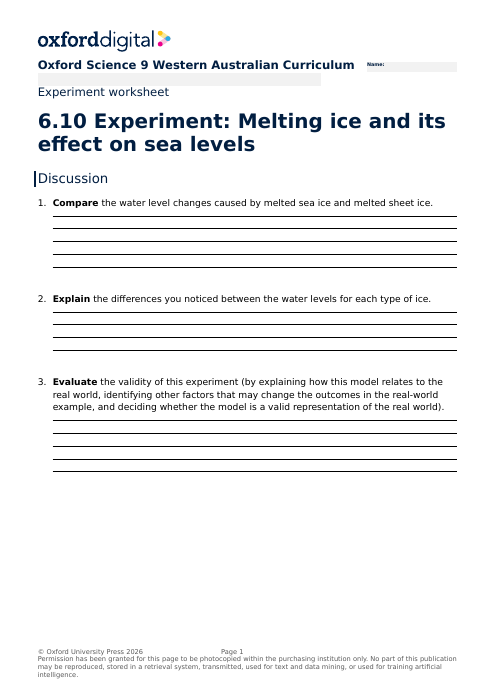 oxforddigital
Oxford Science 9 Western Australian Curriculum
Name:
Experiment worksheet
6.10 Experiment: Melting ice and its
effect on sea levels
Discussion
1. Compare the water level changes caused by melted sea ice and melted sheet ice.
2. Explain the differences you noticed between the water levels for each type of ice.
3. Evaluate the validity of this experiment (by explaining how this model relates to the
real world, identifying other factors that may change the outcomes in the real-world
example, and deciding whether the model is a valid representation of the real world).
© Oxford University Press 2026 Page 1
Permission has been granted for this page to be photocopied within the purchasing institution only. No part of this publication
may be reproduced, stored in a retrieval system, transmitted, used for text and data mining, or used for training artificial
intelligence.